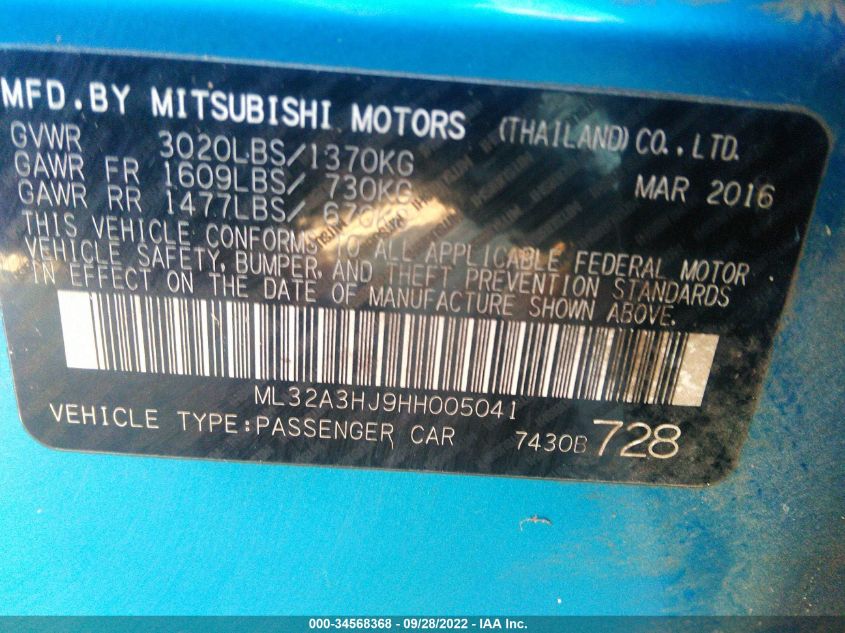 MFD.BY MITSUBISHI MOTORS (THAILAND) CO., LTD.
GVWR 3020LBS/1370KG
GAWR FR 1609LBS/ 730KG MAR 2016
GAWR RR 1477LBS/ 670KG
THIS VEHICLE CONFORMS TO ALL APPLICABLE FEDERAL MOTOR
VEHICLE SAFETY, BUMPER, AND THEFT PREVENTION STANDARDS
IN EFFECT ON THE DATE OF MANUFACTURE SHOWN ABOVE.
ML32A3HJ9HH005041
VEHICLE TYPE:PASSENGER CAR 7430B 728
000-34568368 - 09/28/2022 - IAA Inc.